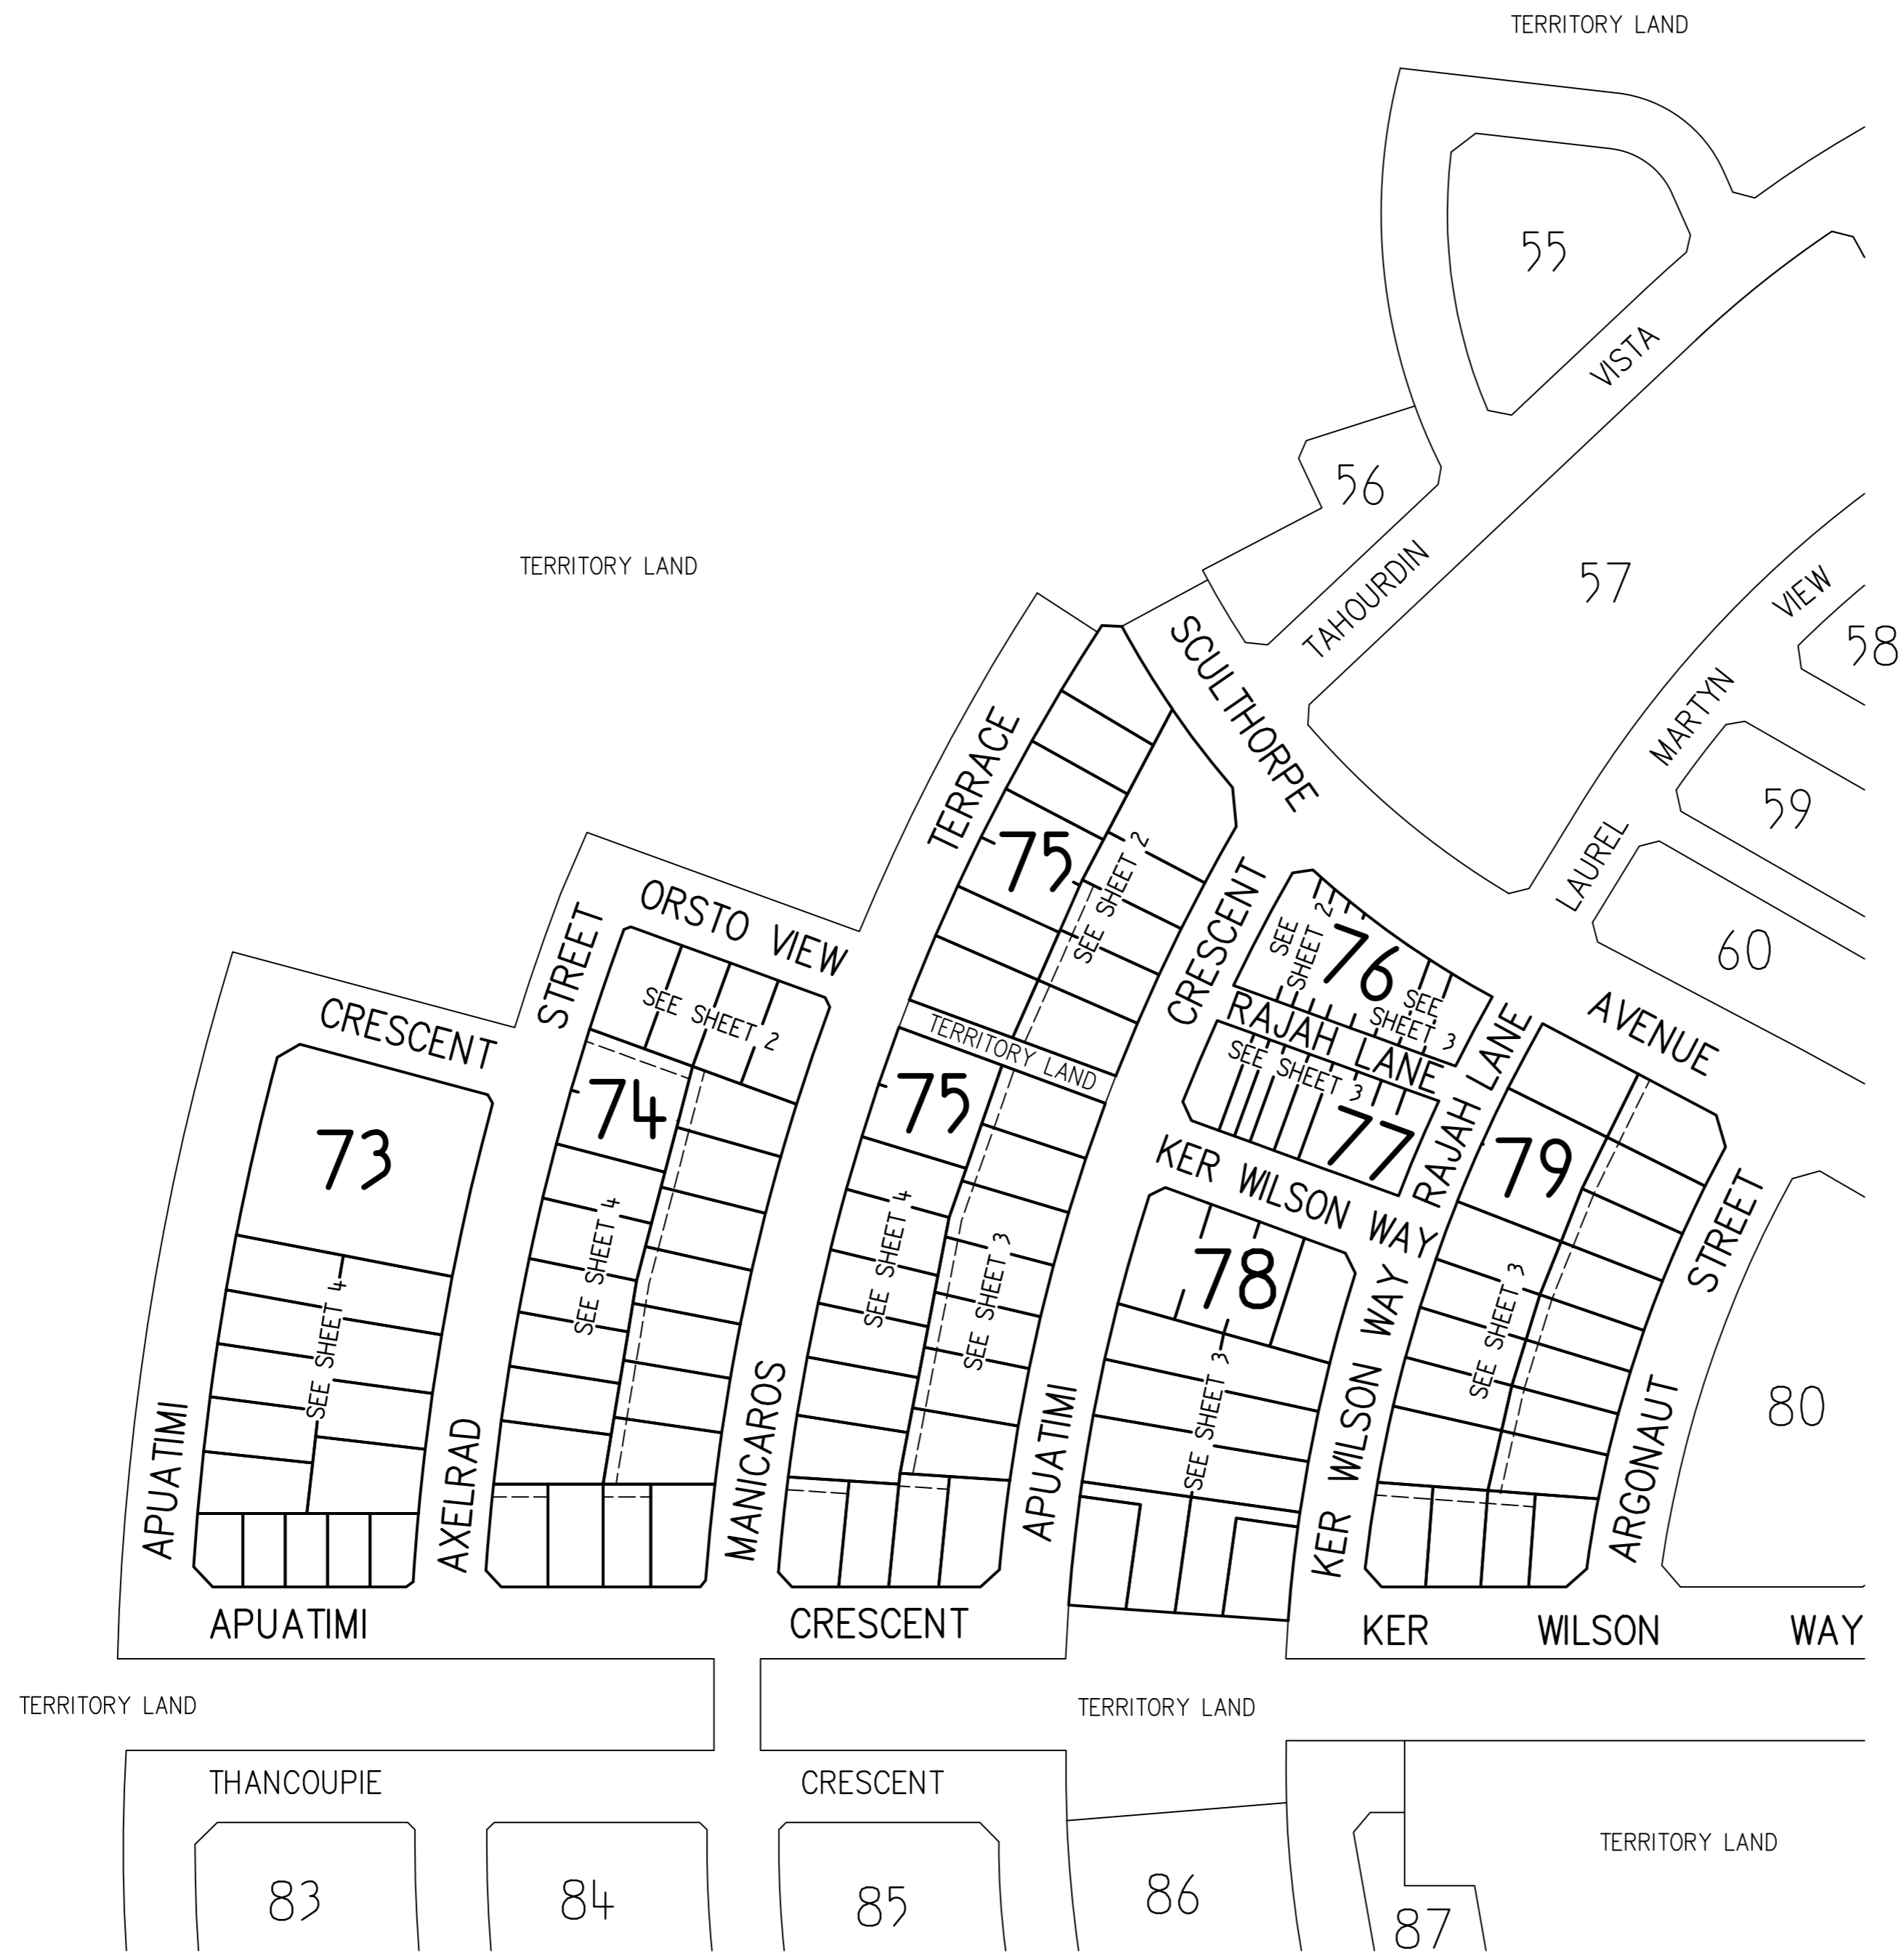 TERRITORY LAND
55
VISTA
56
TERRITORY LAND
TAHOURDIN
57
VIEW
58
SCULTHORPE
MARTYN
TERRACE
59
75
SEE SHEET 2
LAUREL
ORSTO VIEW
CRESCENT
SEE
SHEET 2
76
60
STREET
SEE SHEET 2
CRESCENT
SEE
SHEET 3
RAJAH LANE
AVENUE
TERRITORY LAND
SEE SHEET 3
RAJAH LANE
74
75
77
73
79
KER WILSON WAY
STREET
SEE SHEET 4
SEE SHEET 4
SEE SHEET 3
78
SEE SHEET 4
SEE SHEET 3
SEE SHEET 3
KER WILSON WAY
80
APUATIMI
AXELRAD
MANICAROS
APUATIMI
ARGONAUT
APUATIMI
CRESCENT
KER
WILSON
WAY
TERRITORY LAND
TERRITORY LAND
THANCOUPIE
CRESCENT
TERRITORY LAND
83
84
85
86
87